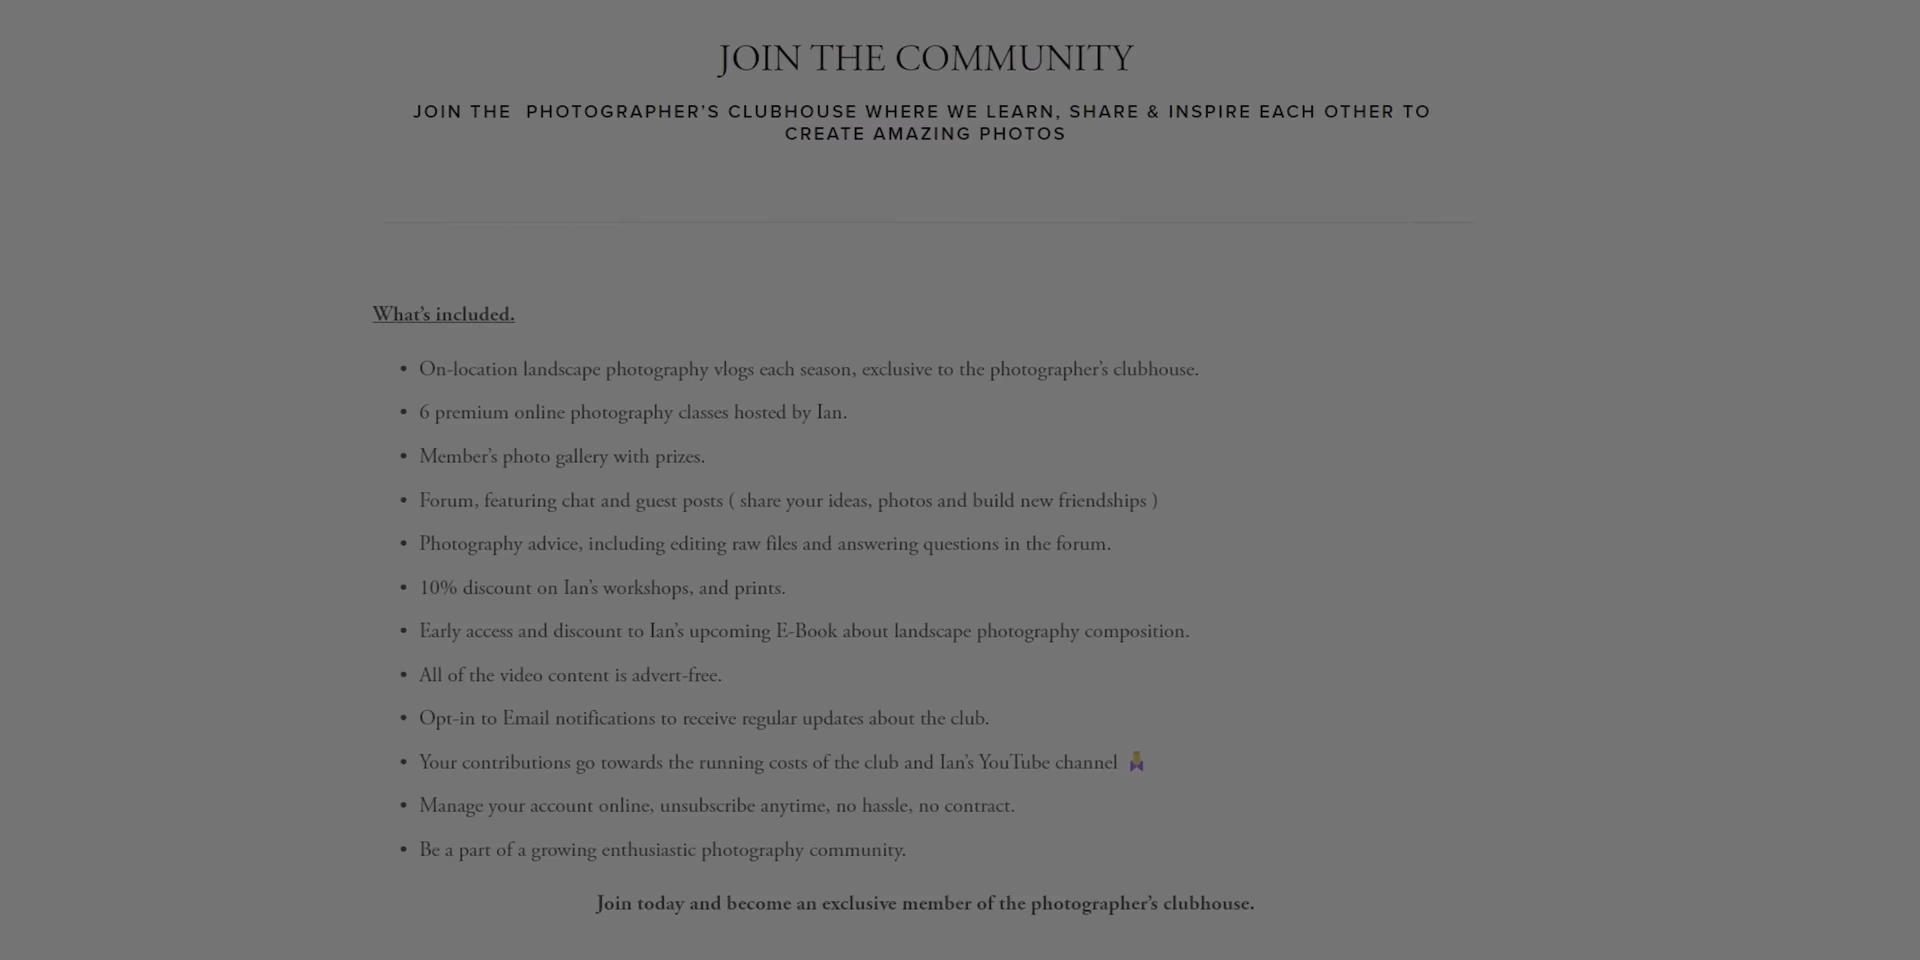 JOIN THE COMMUNITY
JOIN THE PHOTOGRAPHER’S CLUBHOUSE WHERE WE LEARN, SHARE & INSPIRE EACH OTHER TO
CREATE AMAZING PHOTOS
What’s included.
• On-location landscape photography vlogs each season, exclusive to the photographer’s clubhouse.
• 6 premium online photography classes hosted by Ian.
• Member’s photo gallery with prizes.
• Forum, featuring chat and guest posts ( share your ideas, photos and build new friendships )
• Photography advice, including editing raw files and answering questions in the forum.
• 10% discount on Ian’s workshops, and prints.
• Early access and discount to Ian’s upcoming E-Book about landscape photography composition.
• All of the video content is advert-free.
• Opt-in to Email notifications to receive regular updates about the club.
• Your contributions go towards the running costs of the club and Ian’s YouTube channel
• Manage your account online, unsubscribe anytime, no hassle, no contract.
• Be a part of a growing enthusiastic photography community.
Join today and become an exclusive member of the photographer’s clubhouse.